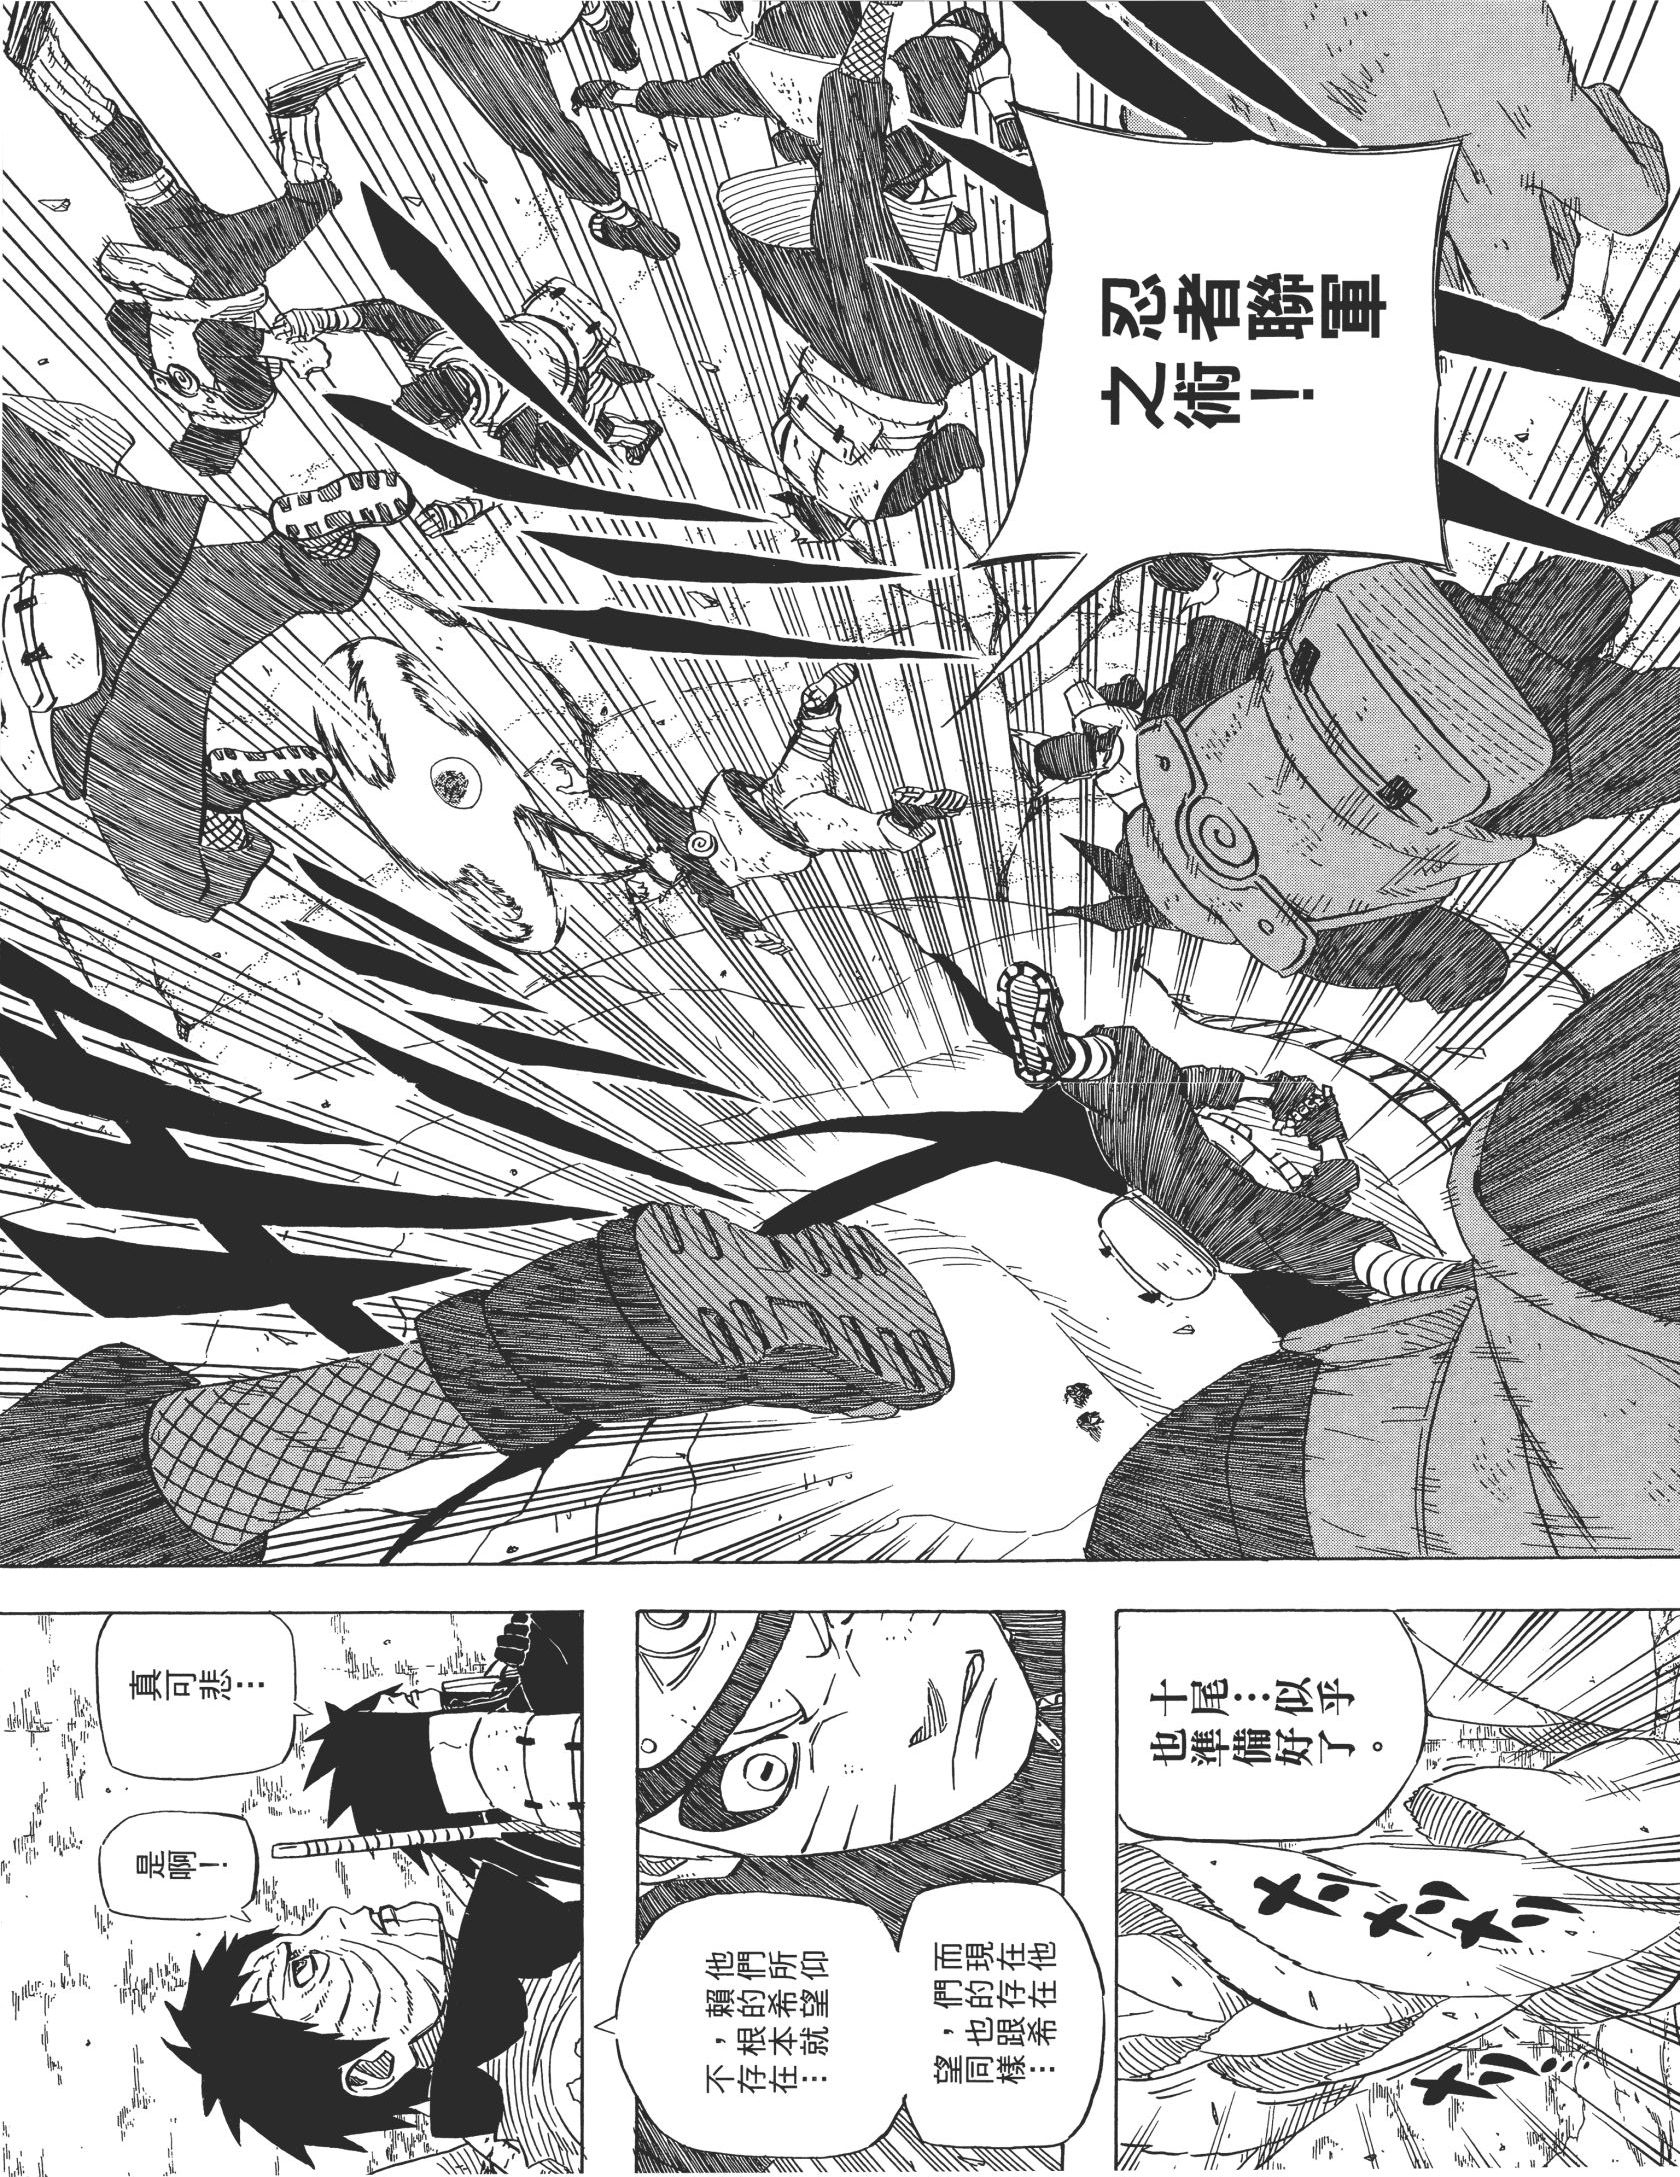 忍者聯軍
之術！
真可悲…
是啊！
他們所仰
賴的希望
，根本就
不存在…
而現在他
們的存在
，也跟希
望同樣…
十尾…似乎
也準備好了。
メリメリメリ
メリ…